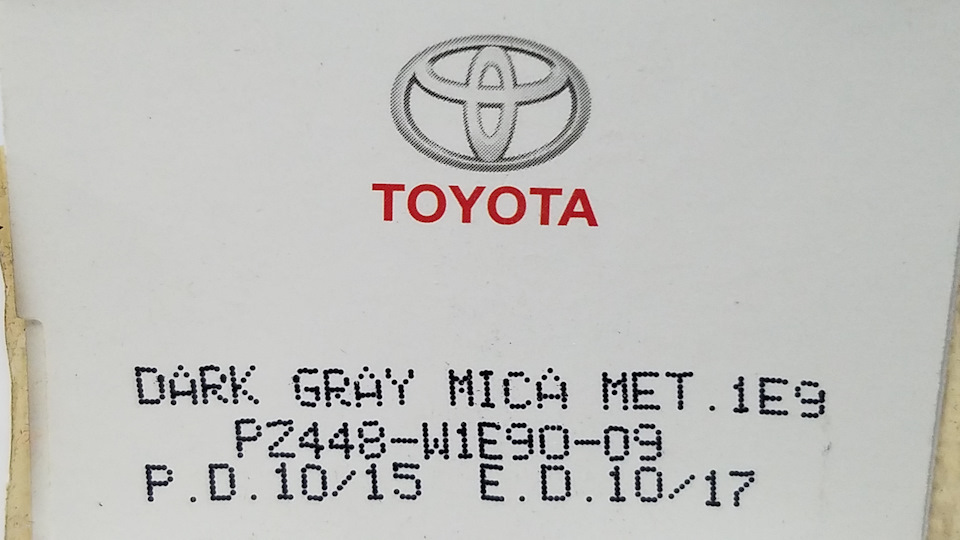 TOYOTA
DARK GRAY MICA MET.1E9
PZ448-W1E90-09
P.D.10/15 E.D.10/17